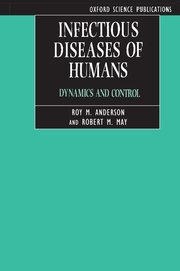 OXFORD SCIENCE PUBLICATIONS
INFECTIOUS
DISEASES OF
HUMANS
DYNAMICS AND CONTROL
ROY M. ANDERSON
AND ROBERT M. MAY